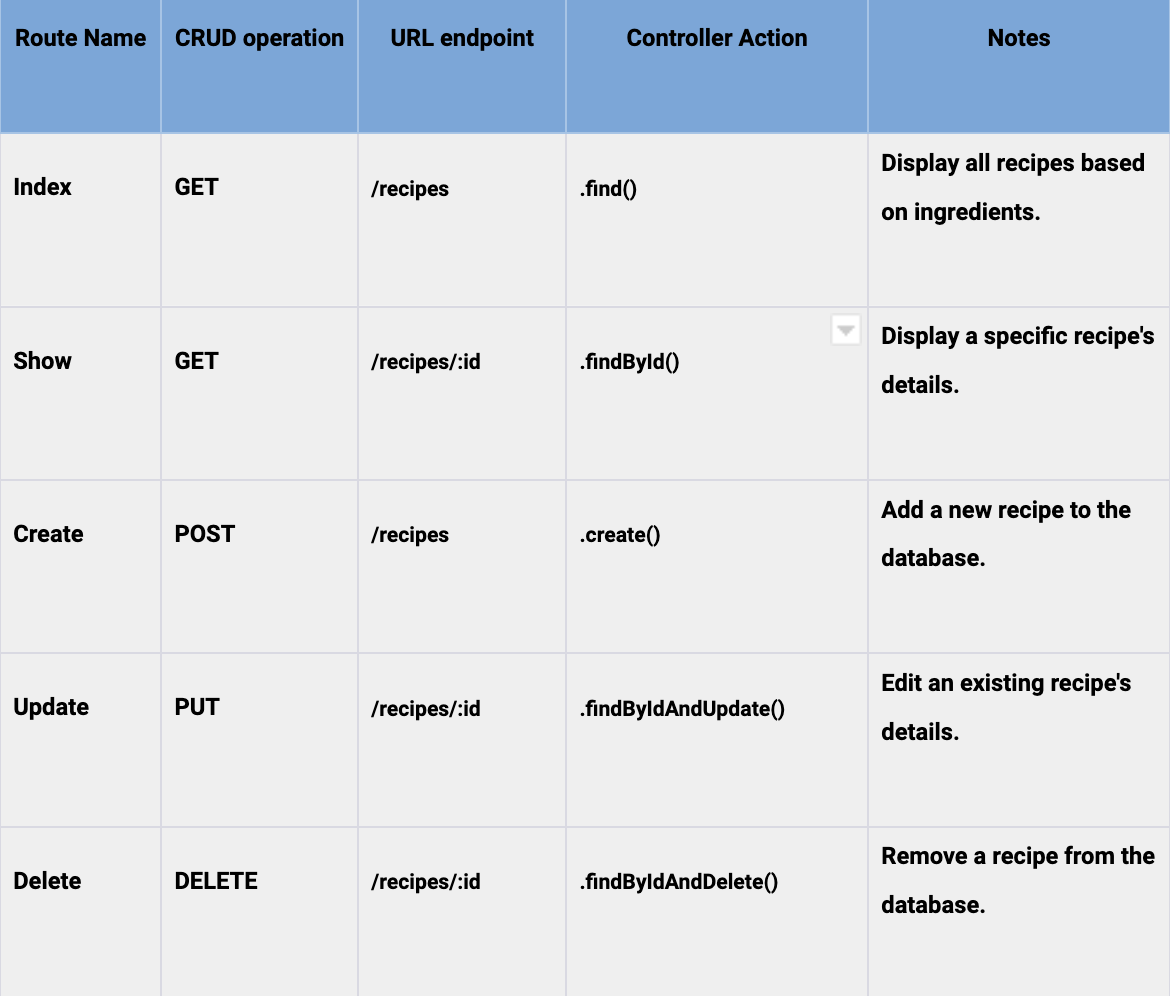 Route Name CRUD operation URL endpoint Controller Action Notes
Index GET /recipes .find() Display all recipes based
on ingredients.
Show GET /recipes/:id .findById() Display a specific recipe's
details.
Create POST /recipes .create() Add a new recipe to the
database.
Update PUT /recipes/:id .findByIdAndUpdate() Edit an existing recipe's
details.
Delete DELETE /recipes/:id .findByIdAndDelete() Remove a recipe from the
database.